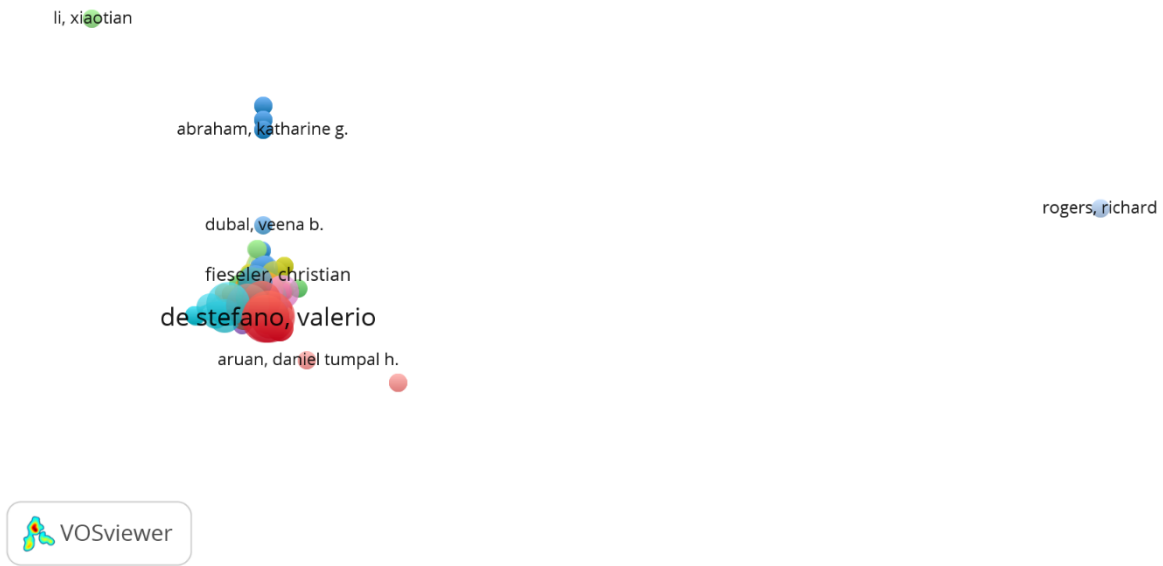 li, xiaotian
abraham, katharine g.
rogers, richard
dubal, veena b.
fieseler, christian
de stefano, valerio
aruan, daniel tumpal h.
VOSviewer